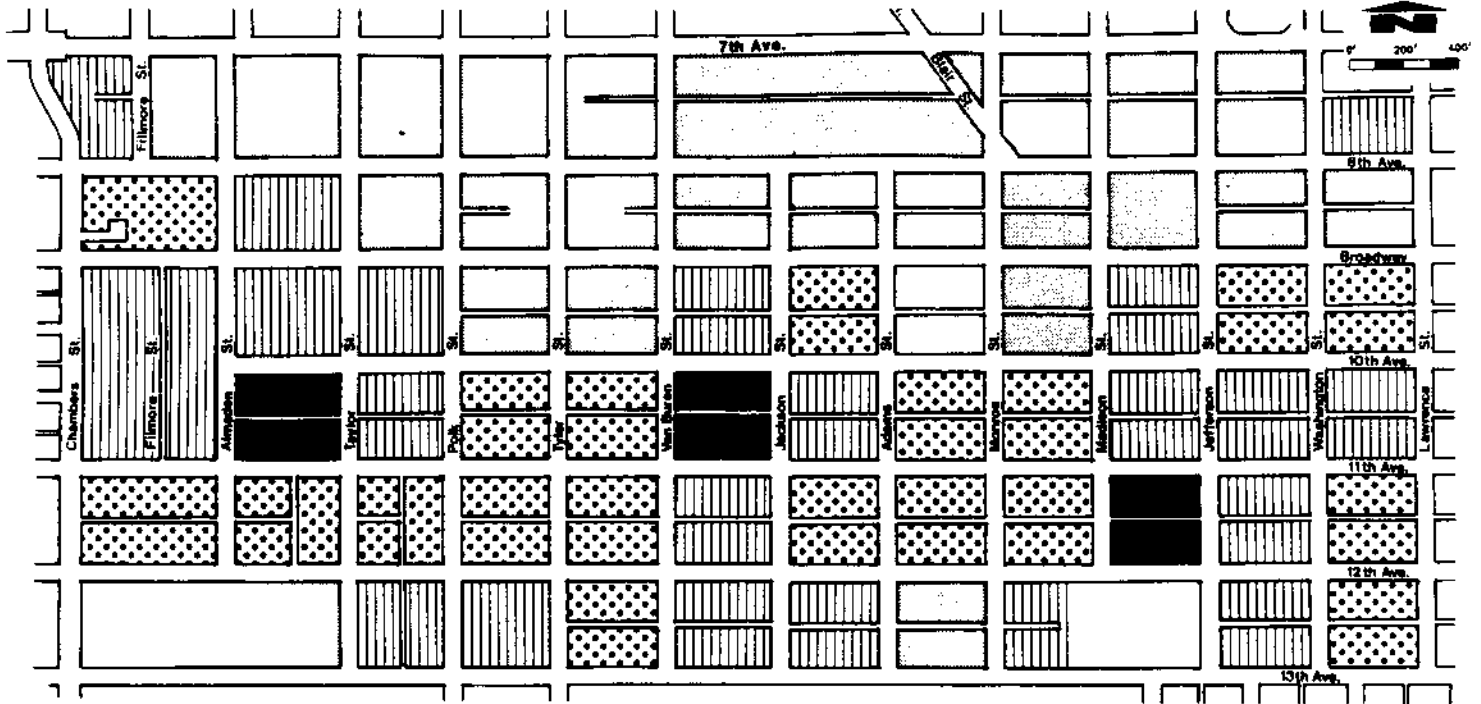 7th Ave.
N
0' 200' 400'
Blair St.
Fillmore St.
8th Ave.
Broadway
Chambers St.
Fillmore St.
Almaden St.
Taylor St.
Polk St.
Tyler St.
Van Buren St.
Jackson St.
Adams St.
Monroe St.
Madison St.
Jefferson St.
Washington St.
Lawrence St.
10th Ave.
11th Ave.
12th Ave.
13th Ave.